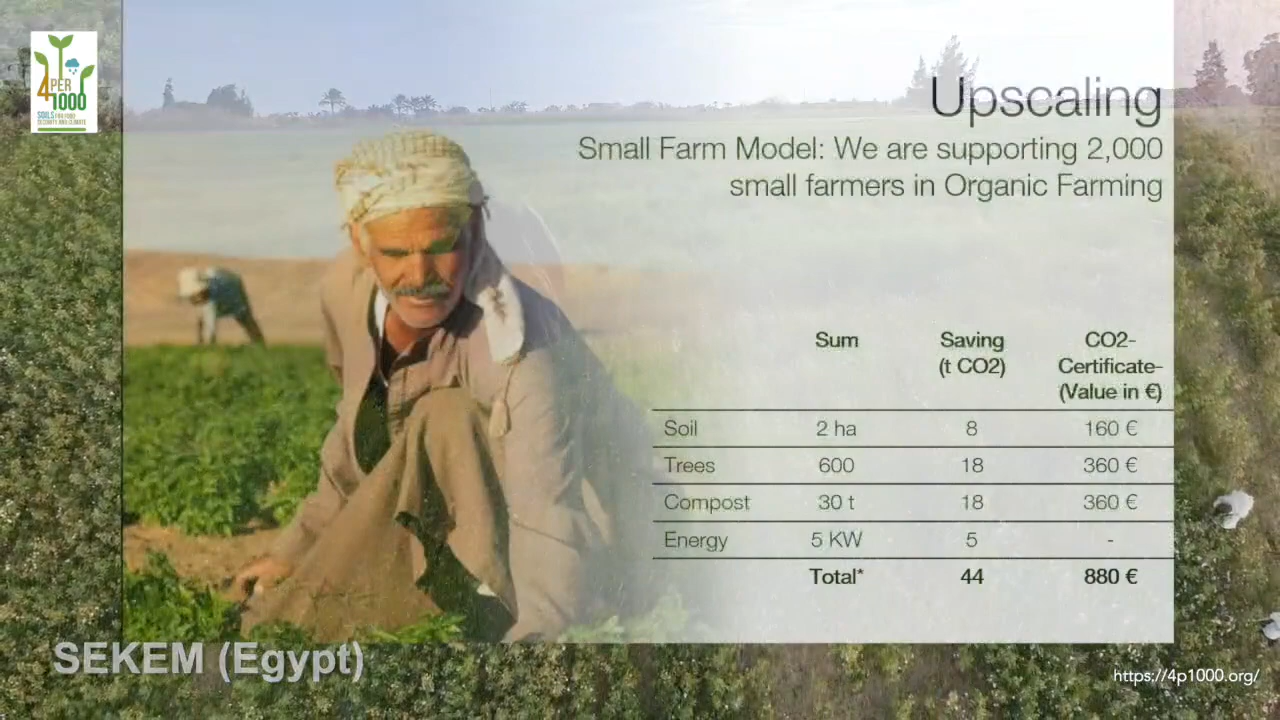 4 PER
1000
SOILS FOR FOOD
SECURITY AND CLIMATE
Upscaling
Small Farm Model: We are supporting 2,000
small farmers in Organic Farming
Sum Saving CO2-
(t CO2) Certificate-
(Value in €)
Soil 2 ha 8 160 €
Trees 600 18 360 €
Compost 30 t 18 360 €
Energy 5 KW 5 -
Total* 44 880 €
SEKEM (Egypt)
https://4p1000.org/